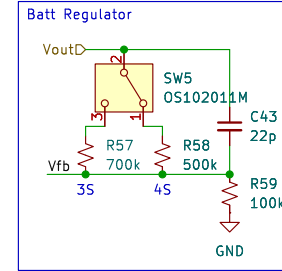 Batt Regulator
Vout
2
SW5
OS102011M
3
1
C43
22p
R57
700k
R58
500k
Vfb
3S
4S
R59
100k
GND